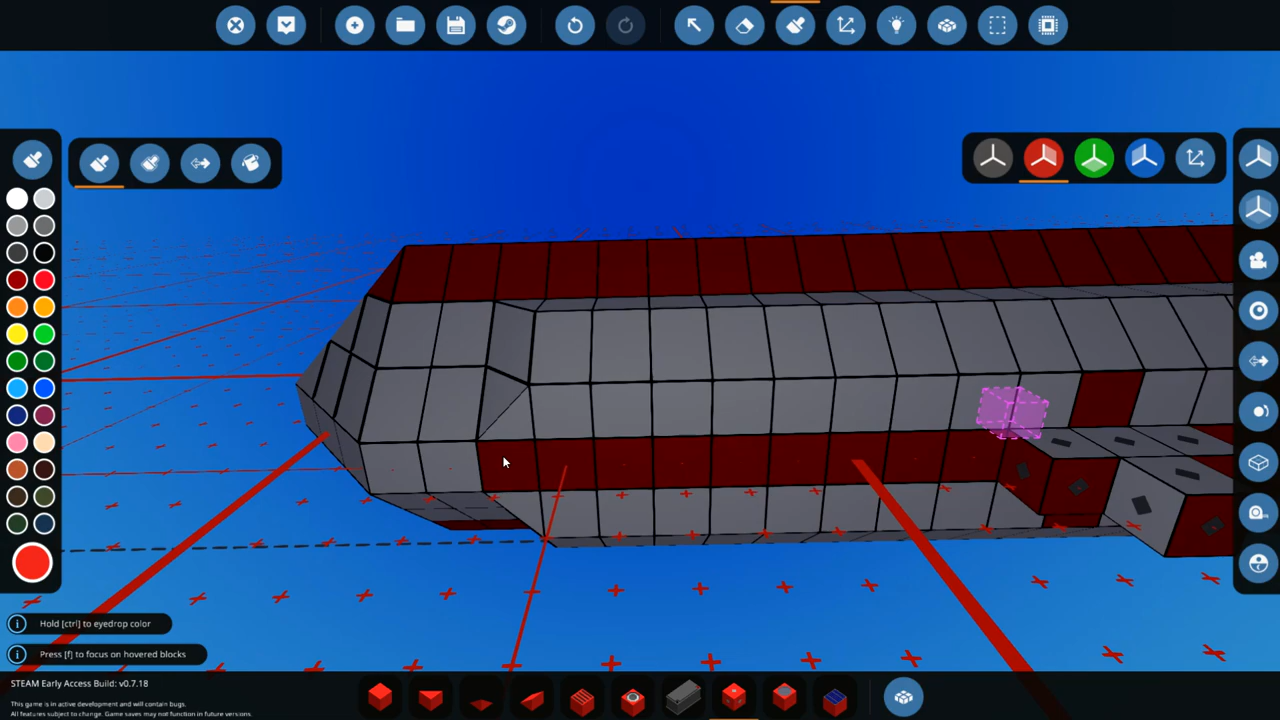 Hold [ctrl] to eyedrop color
Press [f] to focus on hovered blocks
STEAM Early Access Build: v0.7.18
This game is in active development and will contain bugs.
All features subject to change. Game saves may not function in future versions.